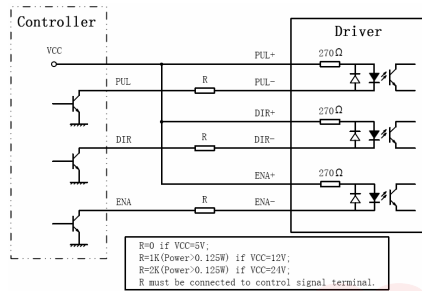 Controller
Driver
VCC
PUL+
270Ω
PUL
R
PUL-
DIR+
270Ω
DIR
R
DIR-
ENA+
270Ω
ENA
R
ENA-
R=0 if VCC=5V;
R=1K(Power>0.125W) if VCC=12V;
R=2K(Power>0.125W) if VCC=24V;
R must be connected to control signal terminal.